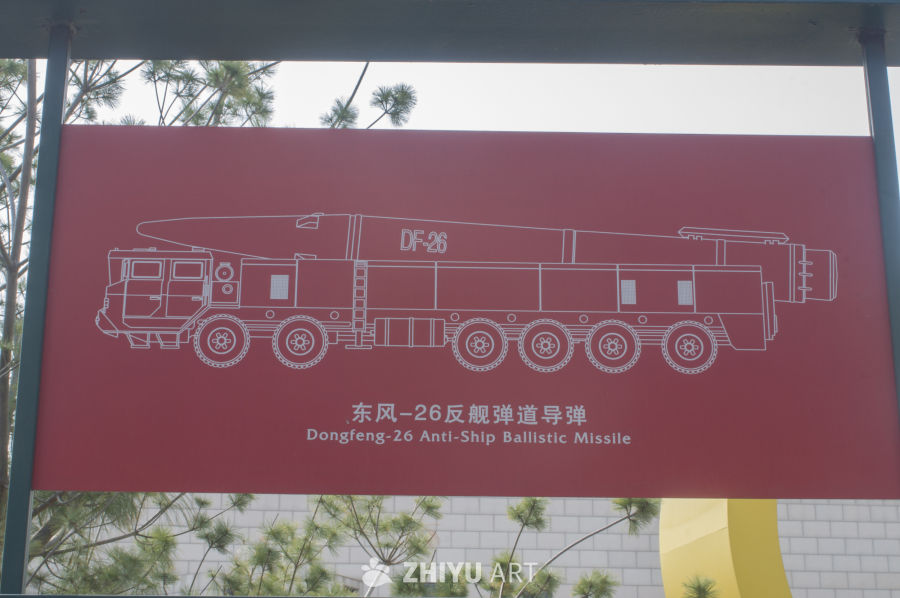 DF-26
东风-26反舰弹道导弹
Dongfeng-26 Anti-Ship Ballistic Missile
ZHIYU ART